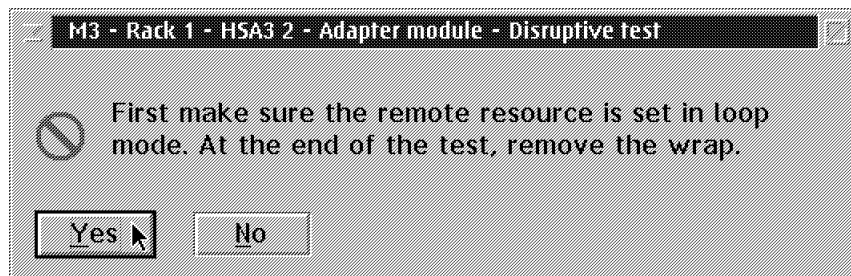 M3 - Rack 1 - HSA3 2 - Adapter module - Disruptive test
First make sure the remote resource is set in loop
mode. At the end of the test, remove the wrap.
Yes No